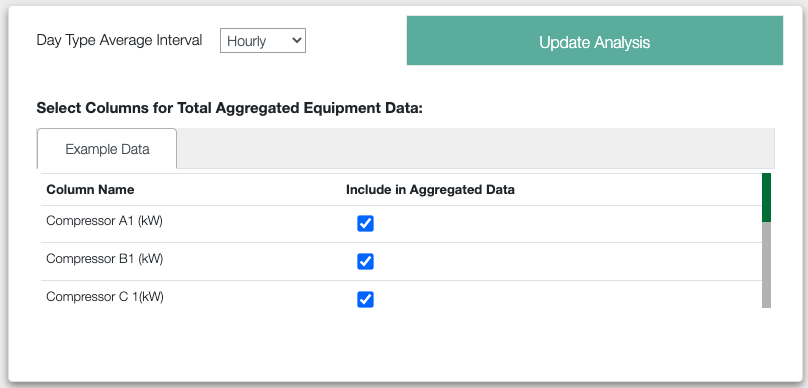 Day Type Average Interval Hourly Update Analysis
Select Columns for Total Aggregated Equipment Data:
Example Data
Column Name Include in Aggregated Data
Compressor A1 (kW)
Compressor B1 (kW)
Compressor C 1(kW)